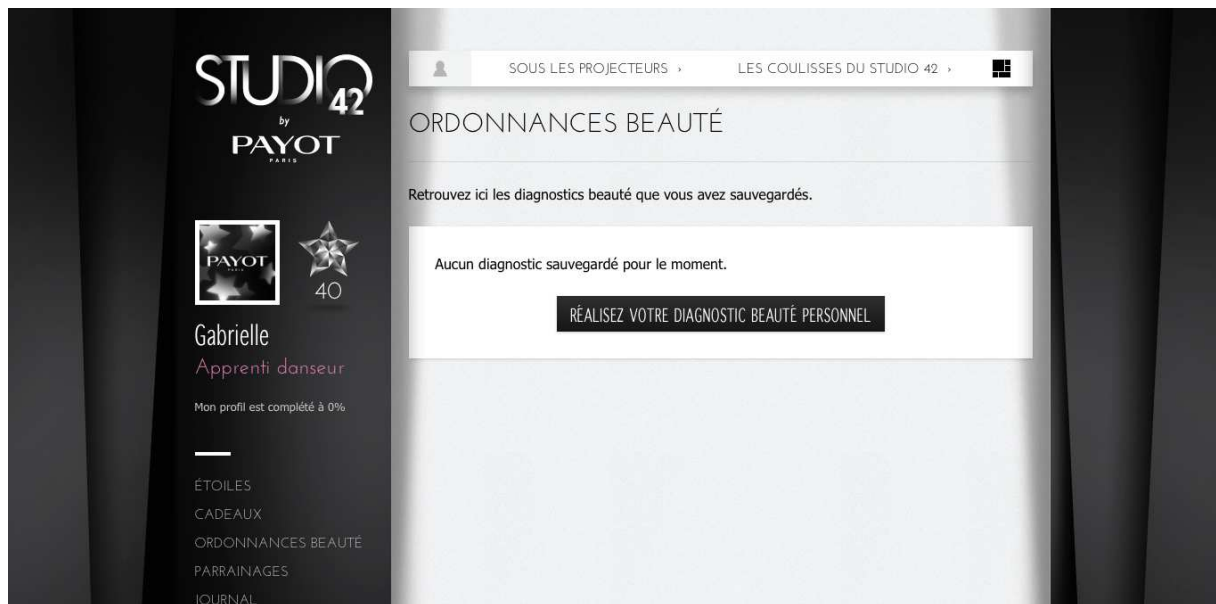 STUDIO
42
by
PAYOT
PARIS
PAYOT
PARIS
40
Gabrielle
Apprenti danseur
Mon profil est complété à 0%
ÉTOILES
CADEAUX
ORDONNANCES BEAUTÉ
PARRAINAGES
JOURNAL
SOUS LES PROJECTEURS ›
LES COULISSES DU STUDIO 42 ›
ORDONNANCES BEAUTÉ
Retrouvez ici les diagnostics beauté que vous avez sauvegardés.
Aucun diagnostic sauvegardé pour le moment.
RÉALISEZ VOTRE DIAGNOSTIC BEAUTÉ PERSONNEL